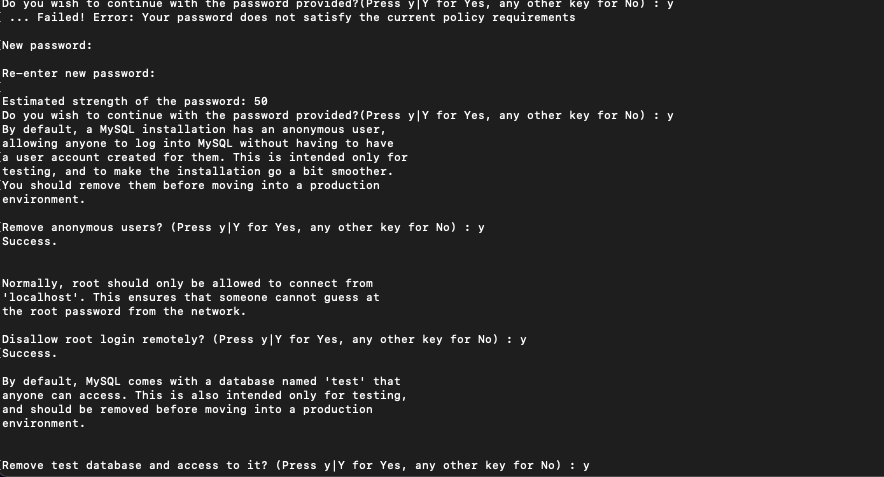 Do you wish to continue with the password provided?(Press y|Y for Yes, any other key for No) : y
[ ... Failed! Error: Your password does not satisfy the current policy requirements
[New password:
[Re-enter new password:
[
Estimated strength of the password: 50
Do you wish to continue with the password provided?(Press y|Y for Yes, any other key for No) : y
By default, a MySQL installation has an anonymous user,
allowing anyone to log into MySQL without having to have
[a user account created for them. This is intended only for
testing, and to make the installation go a bit smoother.
[You should remove them before moving into a production
environment.
[Remove anonymous users? (Press y|Y for Yes, any other key for No) : y
Success.
Normally, root should only be allowed to connect from
'localhost'. This ensures that someone cannot guess at
the root password from the network.
Disallow root login remotely? (Press y|Y for Yes, any other key for No) : y
[Success.
By default, MySQL comes with a database named 'test' that
anyone can access. This is also intended only for testing,
and should be removed before moving into a production
environment.
[Remove test database and access to it? (Press y|Y for Yes, any other key for No) : y